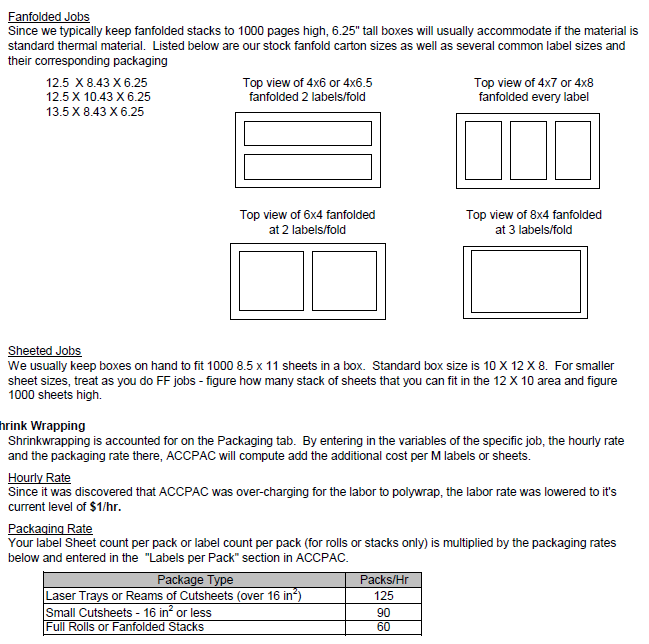 Fanfolded Jobs
Since we typically keep fanfolded stacks to 1000 pages high, 6.25" tall boxes will usually accommodate if the material is
standard thermal material.  Listed below are our stock fanfold carton sizes as well as several common label sizes and
their corresponding packaging
12.5  X 8.43 X 6.25
12.5 X 10.43 X 6.25
13.5 X 8.43 X 6.25
Top view of 4x6 or 4x6.5
fanfolded 2 labels/fold
Top view of 4x7 or 4x8
fanfolded every label
Top view of 6x4 fanfolded
at 2 labels/fold
Top view of 8x4 fanfolded
at 3 labels/fold
Sheeted Jobs
We usually keep boxes on hand to fit 1000 8.5 x 11 sheets in a box.  Standard box size is 10 X 12 X 8.  For smaller
sheet sizes, treat as you do FF jobs - figure how many stack of sheets that you can fit in the 12 X 10 area and figure
1000 sheets high.
hrink Wrapping
Shrinkwrapping is accounted for on the Packaging tab.  By entering in the variables of the specific job, the hourly rate
and the packaging rate there, ACCPAC will compute add the additional cost per M labels or sheets.
Hourly Rate
Since it was discovered that ACCPAC was over-charging for the labor to polywrap, the labor rate was lowered to it's
current level of $1/hr.
Packaging Rate
Your label Sheet count per pack or label count per pack (for rolls or stacks only) is multiplied by the packaging rates
below and entered in the  "Labels per Pack" section in ACCPAC.
Package Type Packs/Hr
Laser Trays or Reams of Cutsheets (over 16 in²) 125
Small Cutsheets - 16 in² or less 90
Full Rolls or Fanfolded Stacks 60